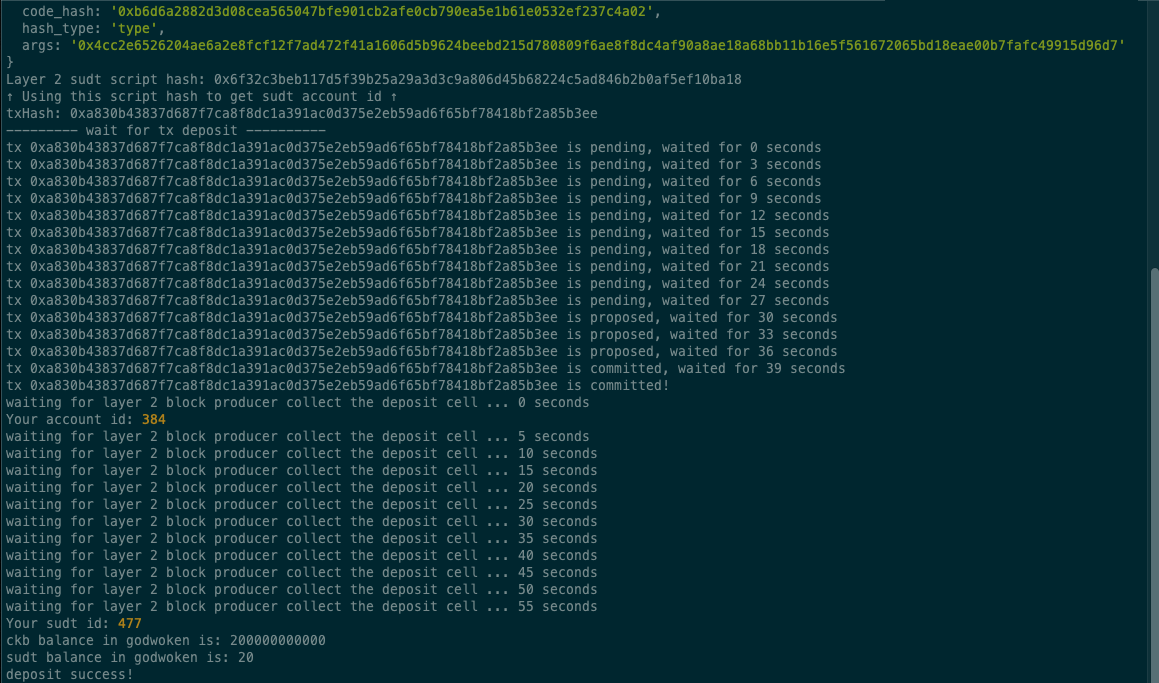 code_hash: '0xb6d6a2882d3d08cea565047bfe901cb2afe0cb790ea5e1b61e0532ef237c4a02',
hash_type: 'type',
args: '0x4cc2e6526204ae6a2e8fcf12f7ad472f41a1606d5b9624beebd215d780809f6ae8f8dc4af90a8ae18a68bb11b16e5f561672065bd18eae00b7fafc49915d96d7'
}
Layer 2 sudt script hash: 0x6f32c3beb117d5f39b25a29a3d3c9a806d45b68224c5ad846b2b0af5ef10ba18
↑ Using this script hash to get sudt account id ↑
txHash: 0xa830b43837d687f7ca8f8dc1a391ac0d375e2eb59ad6f65bf78418bf2a85b3ee
--------- wait for tx deposit ----------
tx 0xa830b43837d687f7ca8f8dc1a391ac0d375e2eb59ad6f65bf78418bf2a85b3ee is pending, waited for 0 seconds
tx 0xa830b43837d687f7ca8f8dc1a391ac0d375e2eb59ad6f65bf78418bf2a85b3ee is pending, waited for 3 seconds
tx 0xa830b43837d687f7ca8f8dc1a391ac0d375e2eb59ad6f65bf78418bf2a85b3ee is pending, waited for 6 seconds
tx 0xa830b43837d687f7ca8f8dc1a391ac0d375e2eb59ad6f65bf78418bf2a85b3ee is pending, waited for 9 seconds
tx 0xa830b43837d687f7ca8f8dc1a391ac0d375e2eb59ad6f65bf78418bf2a85b3ee is pending, waited for 12 seconds
tx 0xa830b43837d687f7ca8f8dc1a391ac0d375e2eb59ad6f65bf78418bf2a85b3ee is pending, waited for 15 seconds
tx 0xa830b43837d687f7ca8f8dc1a391ac0d375e2eb59ad6f65bf78418bf2a85b3ee is pending, waited for 18 seconds
tx 0xa830b43837d687f7ca8f8dc1a391ac0d375e2eb59ad6f65bf78418bf2a85b3ee is pending, waited for 21 seconds
tx 0xa830b43837d687f7ca8f8dc1a391ac0d375e2eb59ad6f65bf78418bf2a85b3ee is pending, waited for 24 seconds
tx 0xa830b43837d687f7ca8f8dc1a391ac0d375e2eb59ad6f65bf78418bf2a85b3ee is pending, waited for 27 seconds
tx 0xa830b43837d687f7ca8f8dc1a391ac0d375e2eb59ad6f65bf78418bf2a85b3ee is proposed, waited for 30 seconds
tx 0xa830b43837d687f7ca8f8dc1a391ac0d375e2eb59ad6f65bf78418bf2a85b3ee is proposed, waited for 33 seconds
tx 0xa830b43837d687f7ca8f8dc1a391ac0d375e2eb59ad6f65bf78418bf2a85b3ee is proposed, waited for 36 seconds
tx 0xa830b43837d687f7ca8f8dc1a391ac0d375e2eb59ad6f65bf78418bf2a85b3ee is committed, waited for 39 seconds
tx 0xa830b43837d687f7ca8f8dc1a391ac0d375e2eb59ad6f65bf78418bf2a85b3ee is committed!
waiting for layer 2 block producer collect the deposit cell ... 0 seconds
Your account id: 384
waiting for layer 2 block producer collect the deposit cell ... 5 seconds
waiting for layer 2 block producer collect the deposit cell ... 10 seconds
waiting for layer 2 block producer collect the deposit cell ... 15 seconds
waiting for layer 2 block producer collect the deposit cell ... 20 seconds
waiting for layer 2 block producer collect the deposit cell ... 25 seconds
waiting for layer 2 block producer collect the deposit cell ... 30 seconds
waiting for layer 2 block producer collect the deposit cell ... 35 seconds
waiting for layer 2 block producer collect the deposit cell ... 40 seconds
waiting for layer 2 block producer collect the deposit cell ... 45 seconds
waiting for layer 2 block producer collect the deposit cell ... 50 seconds
waiting for layer 2 block producer collect the deposit cell ... 55 seconds
Your sudt id: 477
ckb balance in godwoken is: 200000000000
sudt balance in godwoken is: 20
deposit success!